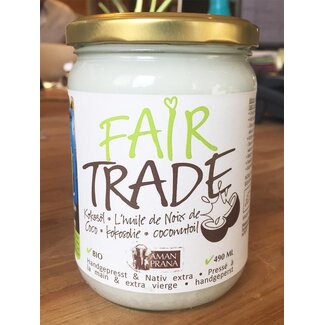 FAIR
TRADE
Kokosöl • L'huile de Noix de
Coco • kokosolie • coconutoil
✓BIO
AMAN
PRANA
✓490 ML
Handgepresst & Nativ extra • Pressé à
la main & extra vierge • handgeperst